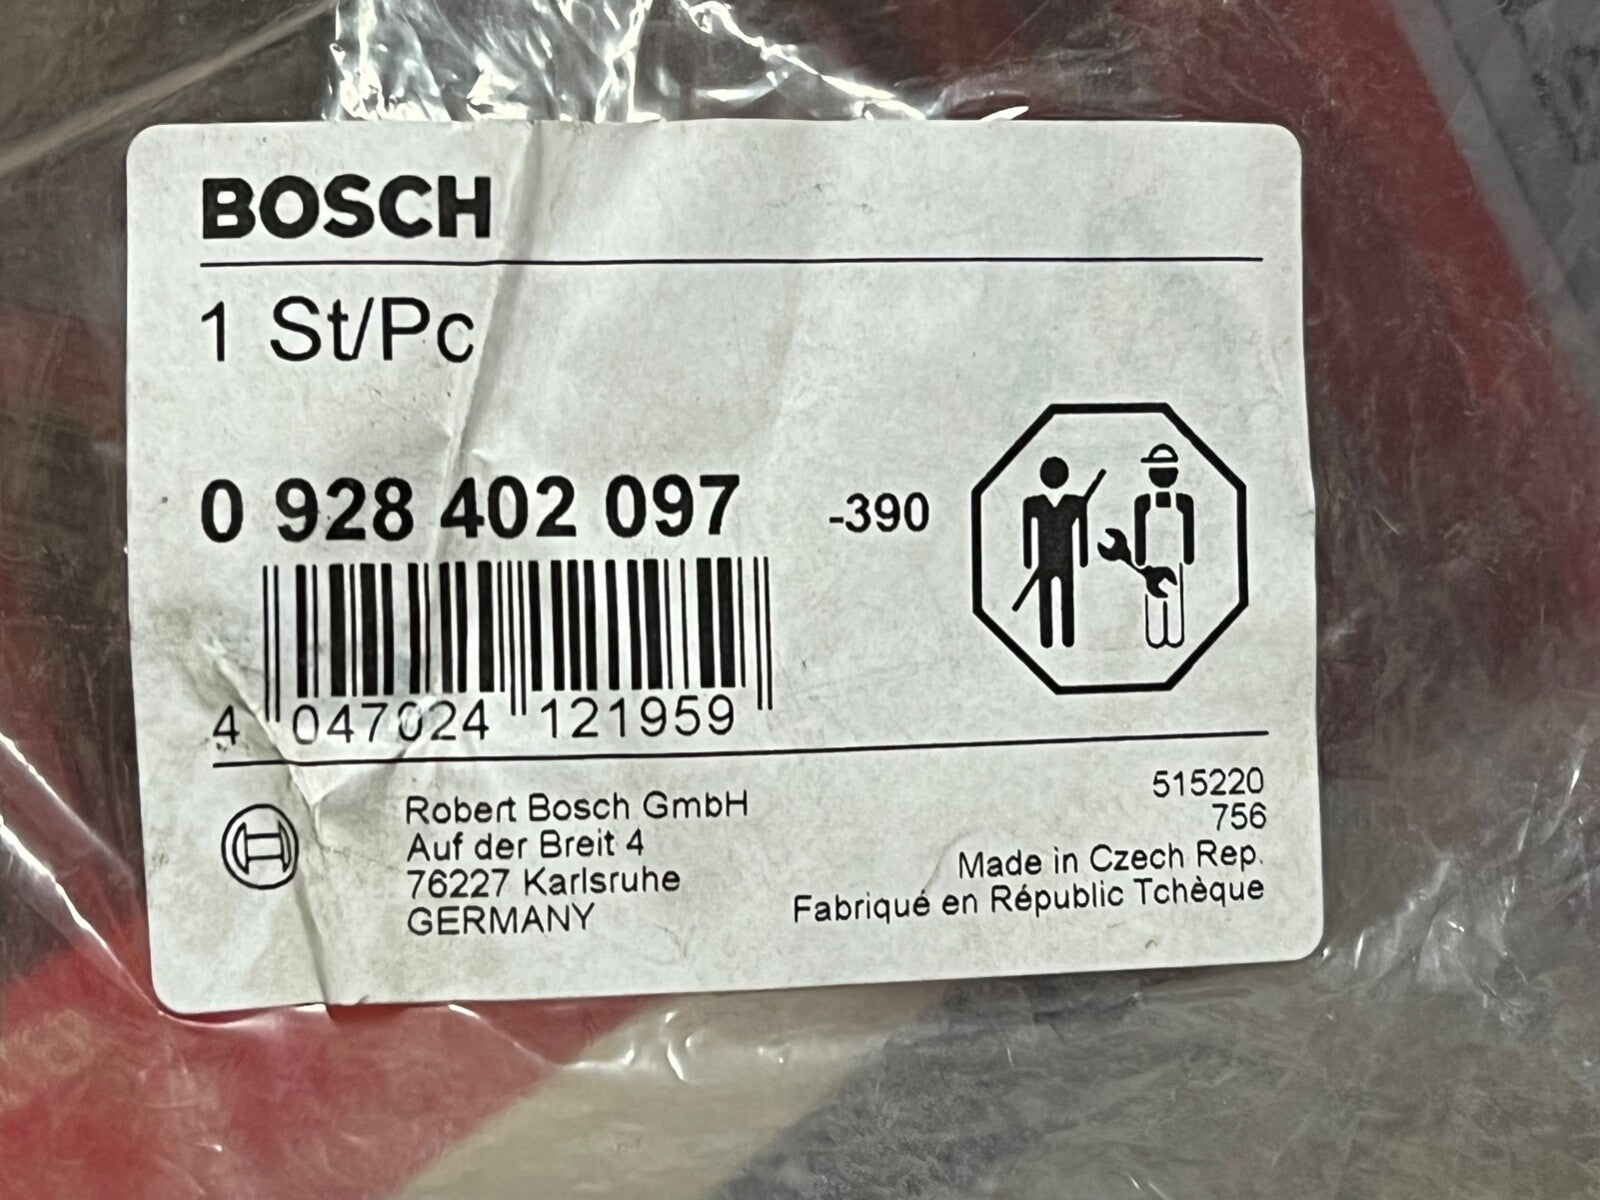 BOSCH
1 St/Pc
0 928 402 097
-390
4 047024 121959
Robert Bosch GmbH
Auf der Breit 4
76227 Karlsruhe
GERMANY
515220
756
Made in Czech Rep.
Fabriqué en Républic Tchèque